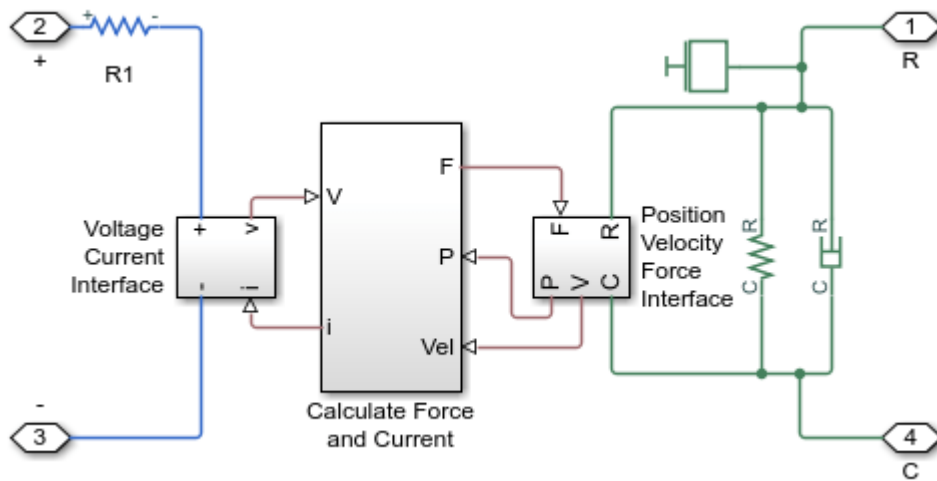 2
+
+
-
R1
1
R
Voltage
Current
Interface
+
v
-
i
V
F
P
i
Vel
Calculate Force
and Current
F
R
P
V
C
Position
Velocity
Force
Interface
R
C
R
C
-
3
4
C